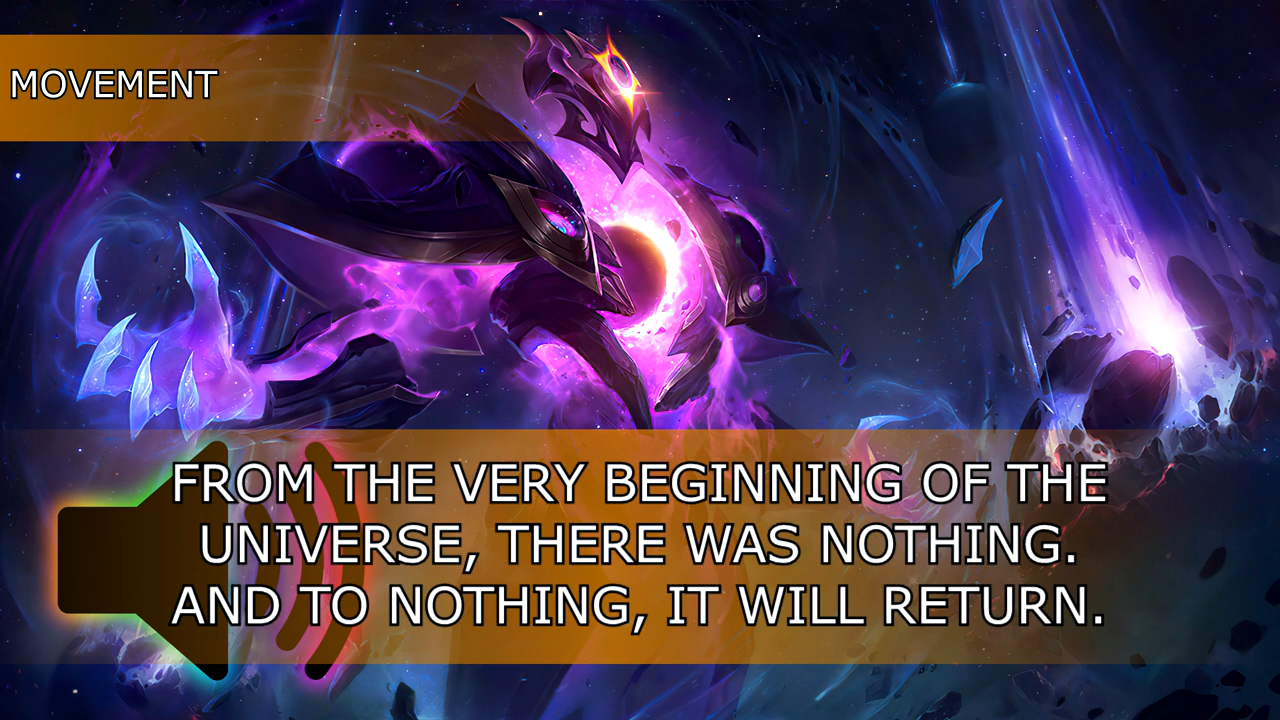 MOVEMENT
FROM THE VERY BEGINNING OF THE
UNIVERSE, THERE WAS NOTHING.
AND TO NOTHING, IT WILL RETURN.